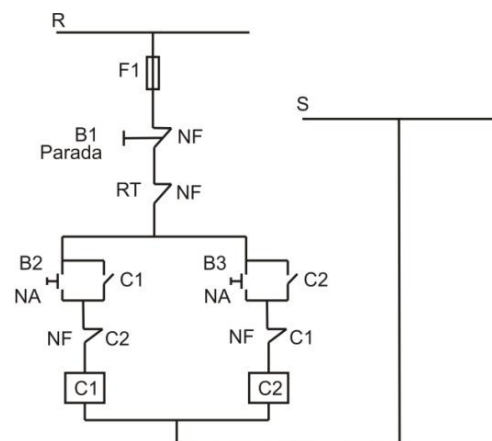 R
F1
S
B1 NF
Parada
RT NF
B2 B3
C1 C2
NA NA
NF C2 NF C1
C1 C2